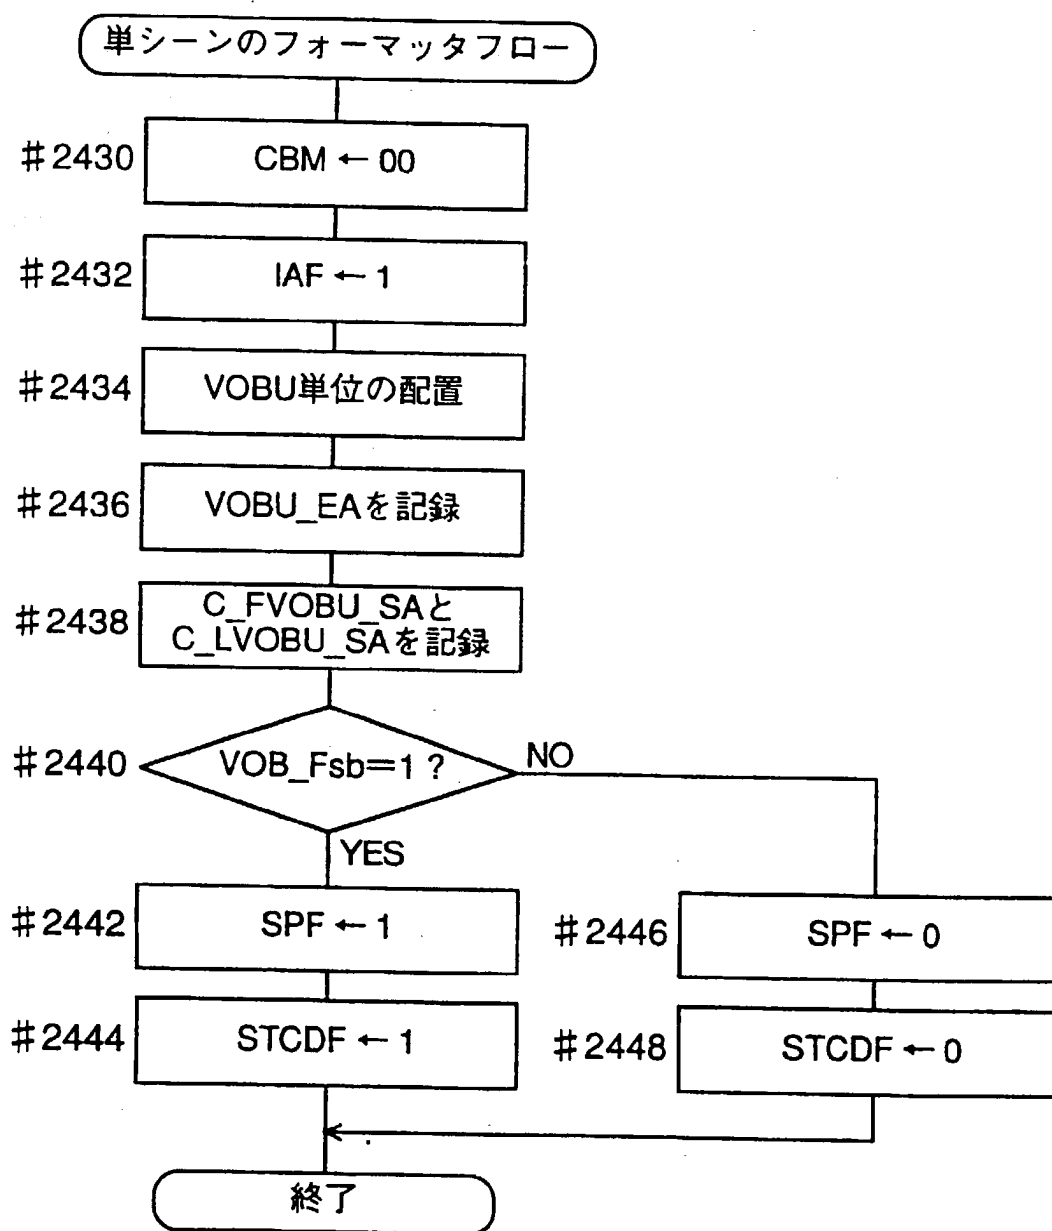 単シーンのフォーマッタフロー
#2430
CBM ← 00
#2432
IAF ← 1
#2434
VOBU単位の配置
#2436
VOBU_EAを記録
#2438
C_FVOBU_SAと
C_LVOBU_SAを記録
#2440
VOB_Fsb=1 ?
NO
YES
#2442
SPF ← 1
#2446
SPF ← 0
#2444
STCDF ← 1
#2448
STCDF ← 0
終了